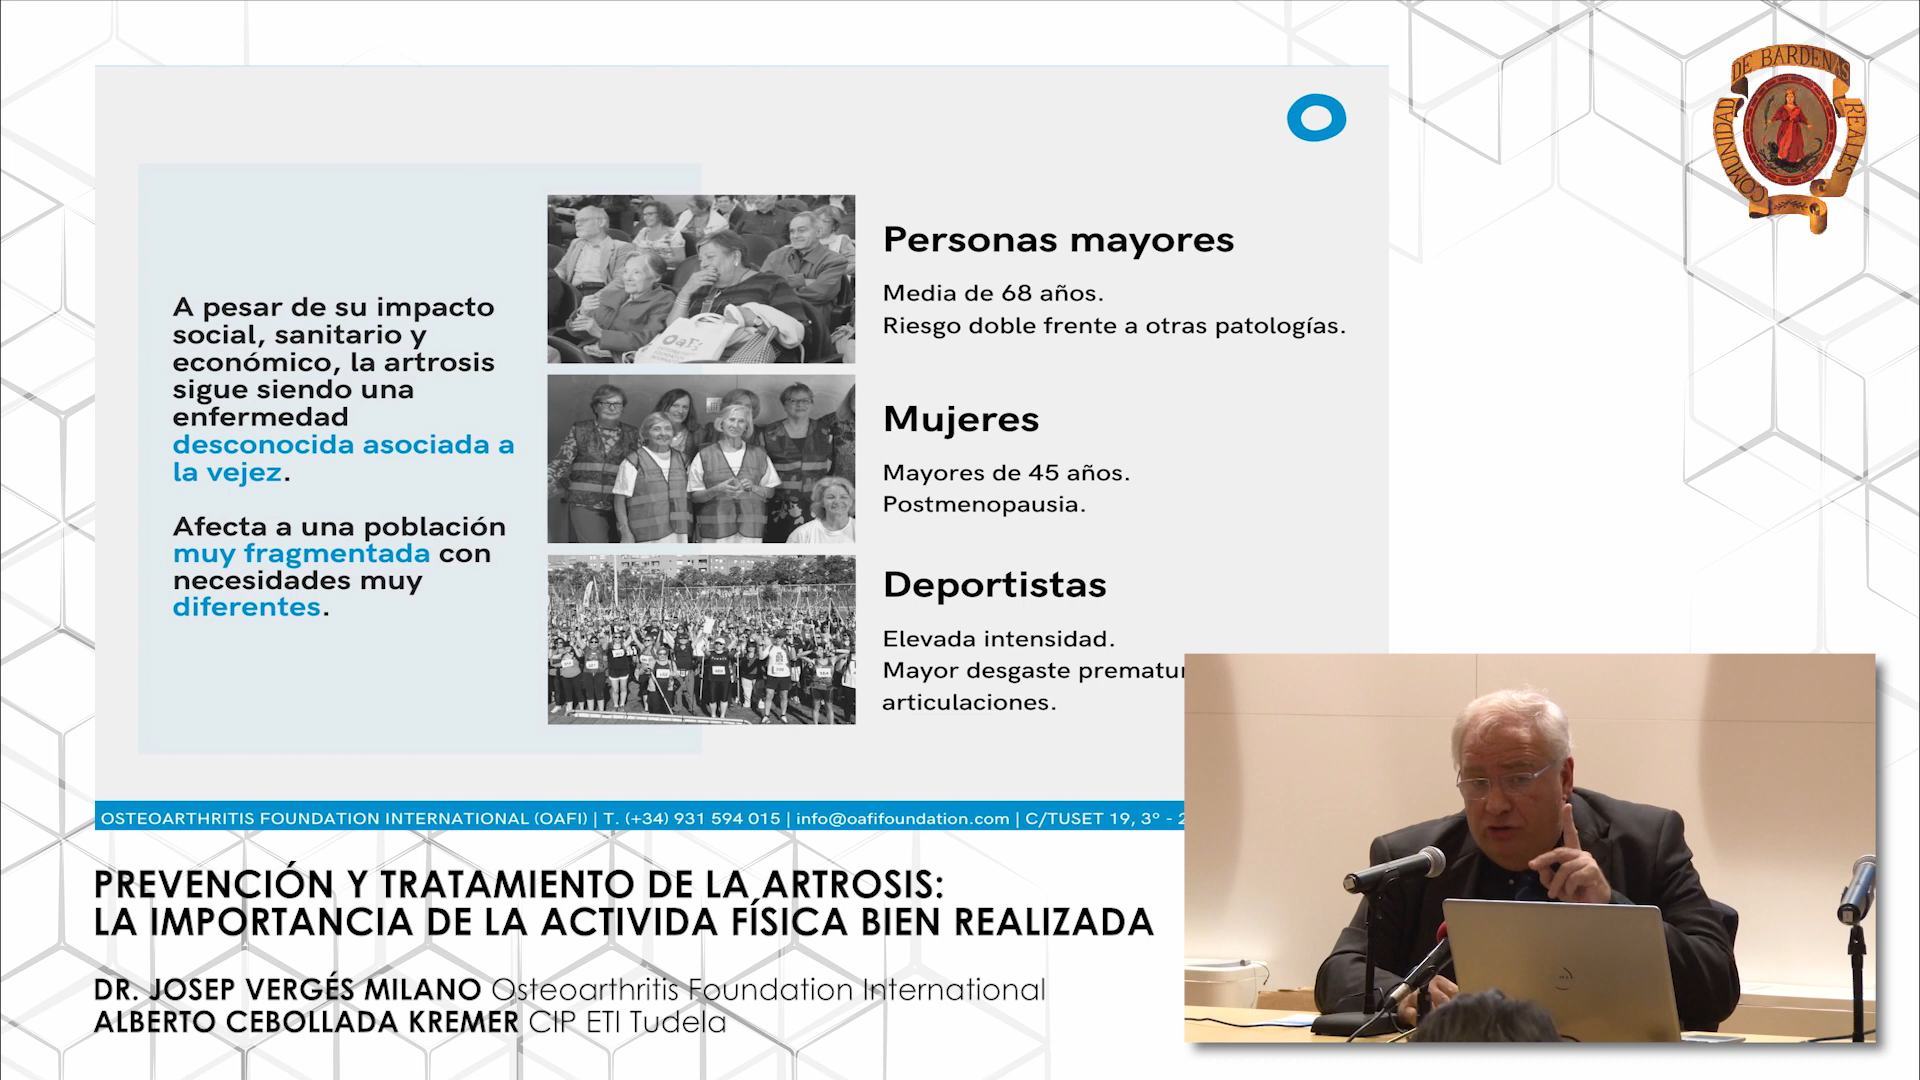 DE BARDENAS
COMUNIDAD
REALES
A pesar de su impacto
social, sanitario y
económico, la artrosis
sigue siendo una
enfermedad
desconocida asociada a
la vejez.
Afecta a una población
muy fragmentada con
necesidades muy
diferentes.
OaFi
Personas mayores
Media de 68 años.
Riesgo doble frente a otras patologías.
Mujeres
Mayores de 45 años.
Postmenopausia.
Deportistas
Elevada intensidad.
Mayor desgaste prematur
articulaciones.
OSTEOARTHRITIS FOUNDATION INTERNATIONAL (OAFI) | T. (+34) 931 594 015 | info@oafifoundation.com | C/TUSET 19, 3º - 2
PREVENCIÓN Y TRATAMIENTO DE LA ARTROSIS:
LA IMPORTANCIA DE LA ACTIVIDA FÍSICA BIEN REALIZADA
DR. JOSEP VERGÉS MILANO Osteoarthritis Foundation International
ALBERTO CEBOLLADA KREMER CIP ETI Tudela